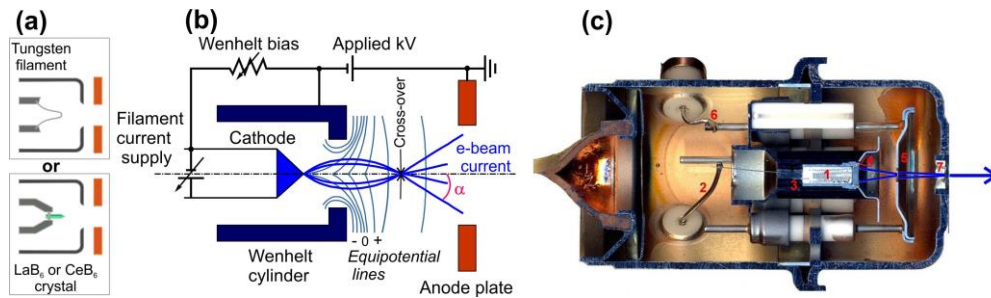 (a)
Tungsten
filament
or
LaB₆ or CeB₆
crystal
(b)
Wenhelt bias
Applied kV
Filament
current
supply
Cathode
Cross-over
e-beam
current
α
- 0 +
Equipotential
lines
Wenhelt
cylinder
Anode plate
(c)
6
5
7
1
2
3